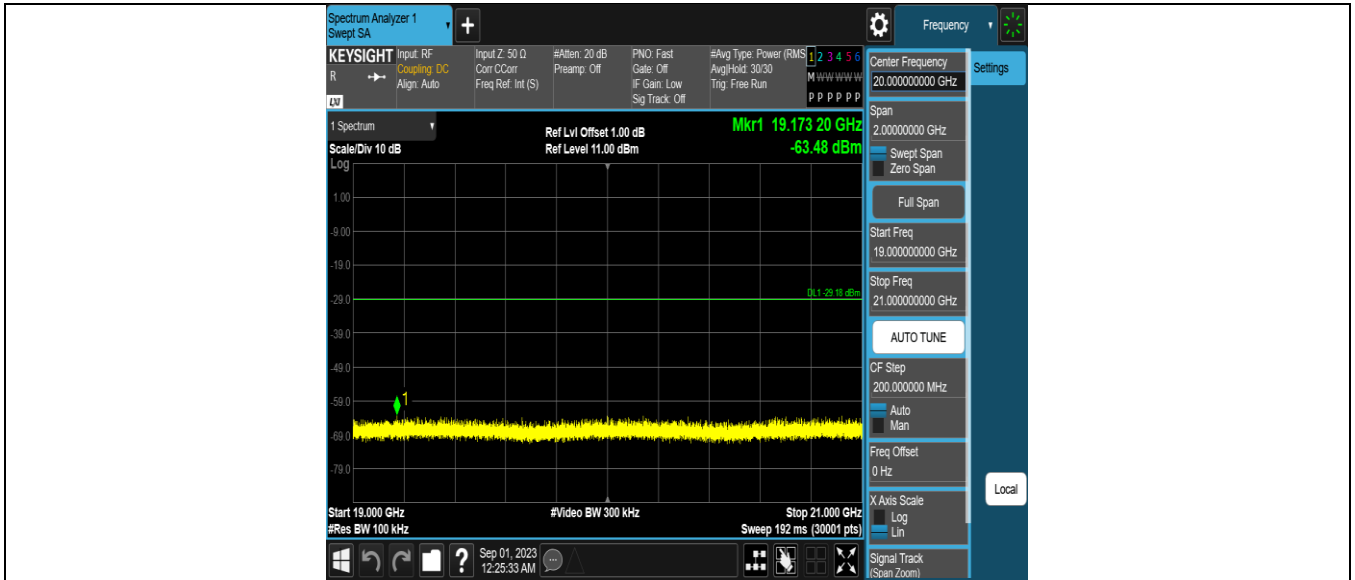 Spectrum Analyzer 1
Swept SA
+
Frequency
KEYSIGHT
R
LXI
Input: RF
Coupling: DC
Align: Auto
Input Z: 50 Ω
Corr CCorr
Freq Ref: Int (S)
#Atten: 20 dB
Preamp: Off
PNO: Fast
Gate: Off
IF Gain: Low
Sig Track: Off
#Avg Type: Power (RMS
Avg|Hold: 30/30
Trig: Free Run
1 2 3 4 5 6
M W W W W W
P P P P P P
1 Spectrum
Scale/Div 10 dB
Log
Ref Lvl Offset 1.00 dB
Ref Level 11.00 dBm
Mkr1 19.173 20 GHz
-63.48 dBm
1.00
-9.00
-19.0
-29.0
DL1 -29.18 dBm
-39.0
-49.0
-59.0
1
-69.0
-79.0
Start 19.000 GHz
#Res BW 100 kHz
#Video BW 300 kHz
Stop 21.000 GHz
Sweep 192 ms (30001 pts)
?
Sep 01, 2023
12:25:33 AM
Center Frequency
20.000000000 GHz
Span
2.00000000 GHz
Swept Span
Zero Span
Full Span
Start Freq
19.000000000 GHz
Stop Freq
21.000000000 GHz
AUTO TUNE
CF Step
200.000000 MHz
Auto
Man
Freq Offset
0 Hz
X Axis Scale
Log
Lin
Signal Track
(Span Zoom)
Settings
Local